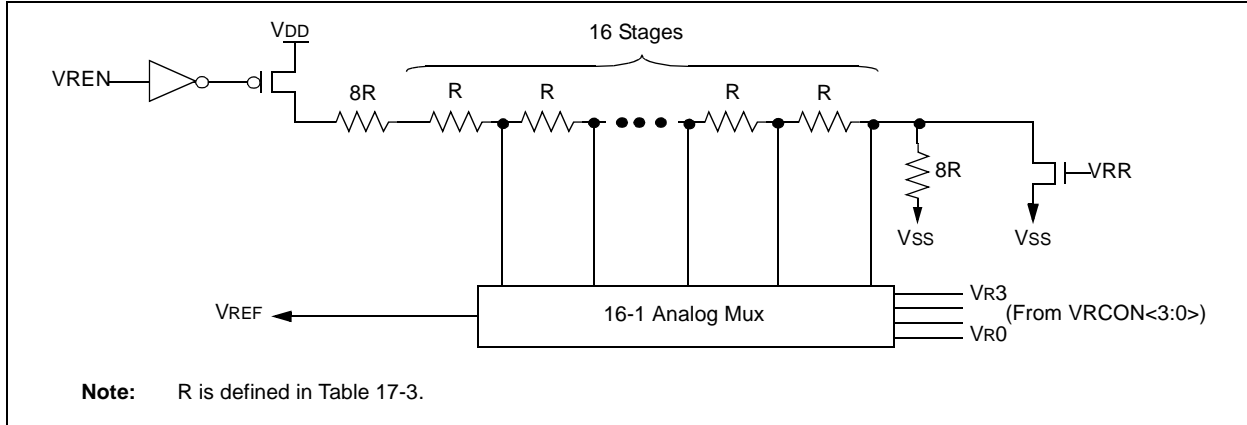 VDD
16 Stages
VREN
8R
R
R
R
R
8R
VRR
VSS
VSS
VREF
16-1 Analog Mux
VR3
(From VRCON<3:0>)
VR0
Note: R is defined in Table 17-3.